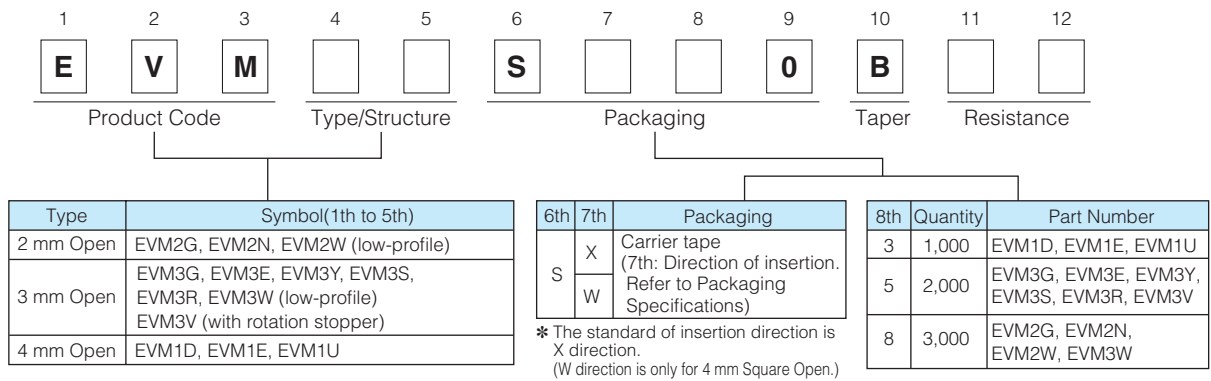 1 2 3 4 5 6 7 8 9 10 11 12
E V M S 0 B
Product Code Type/Structure Packaging Taper Resistance
Type Symbol(1th to 5th)
2 mm Open EVM2G, EVM2N, EVM2W (low-profile)
3 mm Open EVM3G, EVM3E, EVM3Y, EVM3S,
EVM3R, EVM3W (low-profile)
EVM3V (with rotation stopper)
4 mm Open EVM1D, EVM1E, EVM1U
6th 7th Packaging
S X W Carrier tape
(7th: Direction of insertion.
Refer to Packaging
Specifications)
✽ The standard of insertion direction is
X direction.
(W direction is only for 4 mm Square Open.)
8th Quantity Part Number
3 1,000 EVM1D, EVM1E, EVM1U
5 2,000 EVM3G, EVM3E, EVM3Y,
EVM3S, EVM3R, EVM3V
8 3,000 EVM2G, EVM2N,
EVM2W, EVM3W